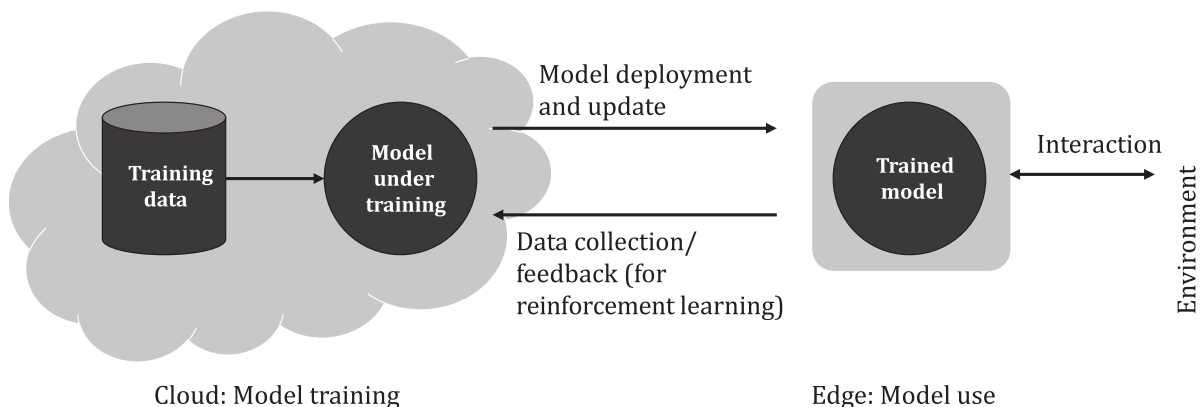 Model deployment
and update
Training
data
Model
under
training
Trained
model
Interaction
Environment
Data collection/
feedback (for
reinforcement learning)
Cloud: Model training
Edge: Model use